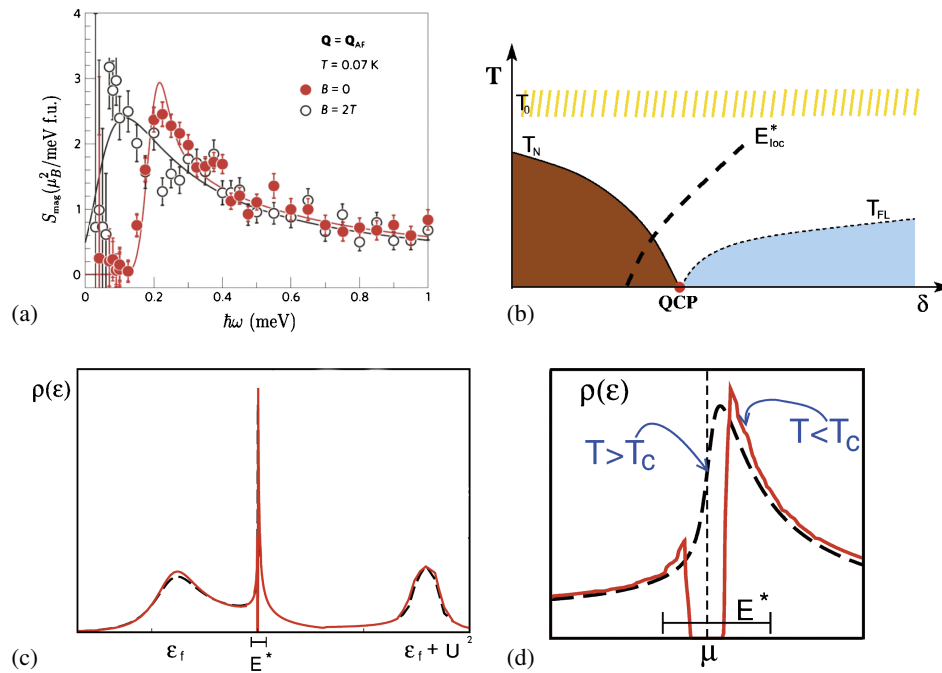 4
3
2
1
0
S_mag(μ_B²/meV f.u.)
Q = Q_AF
T = 0.07 K
B = 0
B = 2T
0 0.2 0.4 0.6 0.8 1
ħω (meV)
(a)
T
T_0
T_N
E*_loc
T_FL
QCP
δ
(b)
ρ(ε)
ε_f
E*
ε_f + U
2
(c)
ρ(ε)
T>T_C
T<T_C
E*
μ
(d)